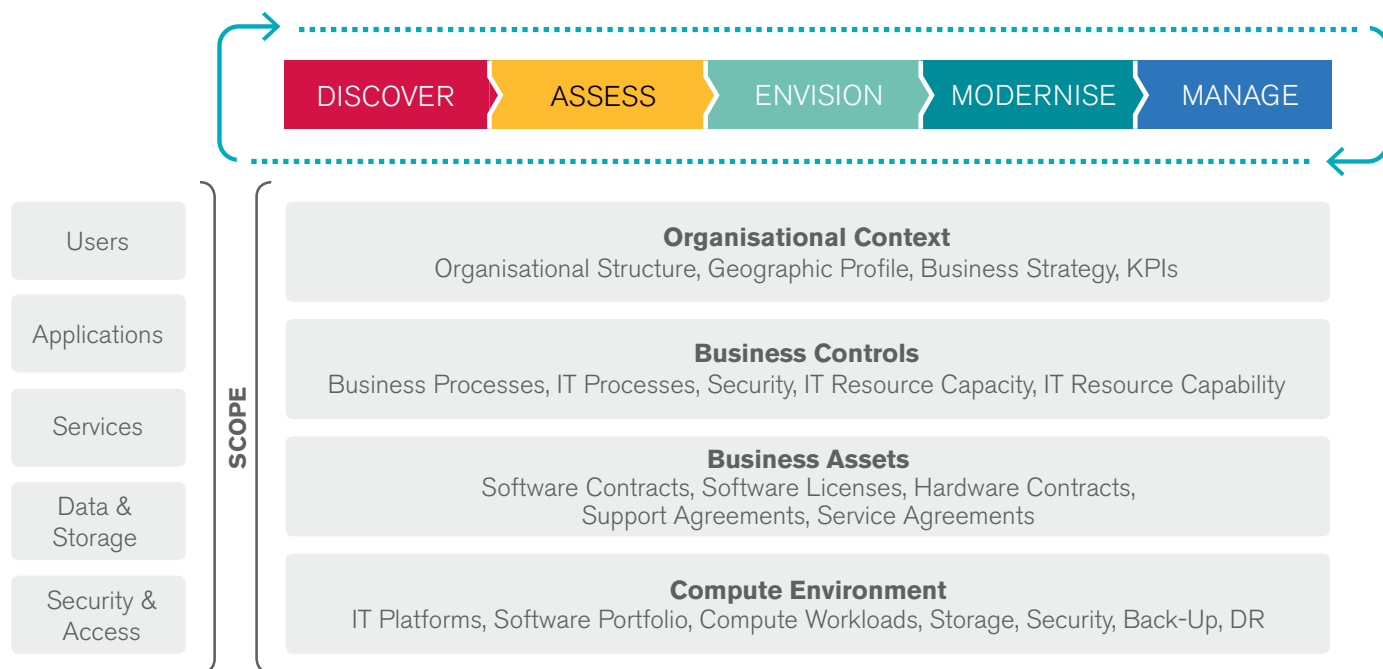 DISCOVER
ASSESS
ENVISION
MODERNISE
MANAGE
Users
Applications
Services
Data &
Storage
Security &
Access
SCOPE
Organisational Context
Organisational Structure, Geographic Profile, Business Strategy, KPIs
Business Controls
Business Processes, IT Processes, Security, IT Resource Capacity, IT Resource Capability
Business Assets
Software Contracts, Software Licenses, Hardware Contracts,
Support Agreements, Service Agreements
Compute Environment
IT Platforms, Software Portfolio, Compute Workloads, Storage, Security, Back-Up, DR